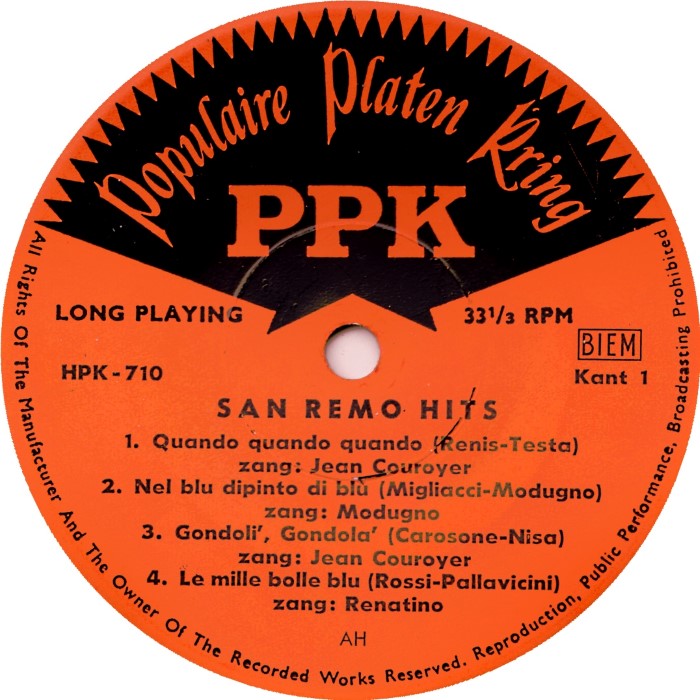 Populaire Platen Kring
PPK
LONG PLAYING
33 1/3 RPM
BIEM
HPK-710
Kant 1
SAN REMO HITS
1. Quando quando quando (Renis-Testa)
zang: Jean Couroyer
2. Nel blu dipinto di blu (Migliacci-Modugno)
zang: Modugno
3. Gondoli', Gondola' (Carosone-Nisa)
zang: Jean Couroyer
4. Le mille bolle blu (Rossi-Pallavicini)
zang: Renatino
AH
All Rights Of The Manufacturer And The Owner Of The Recorded Works Reserved. Reproduction, Public Performance, Broadcasting Prohibited